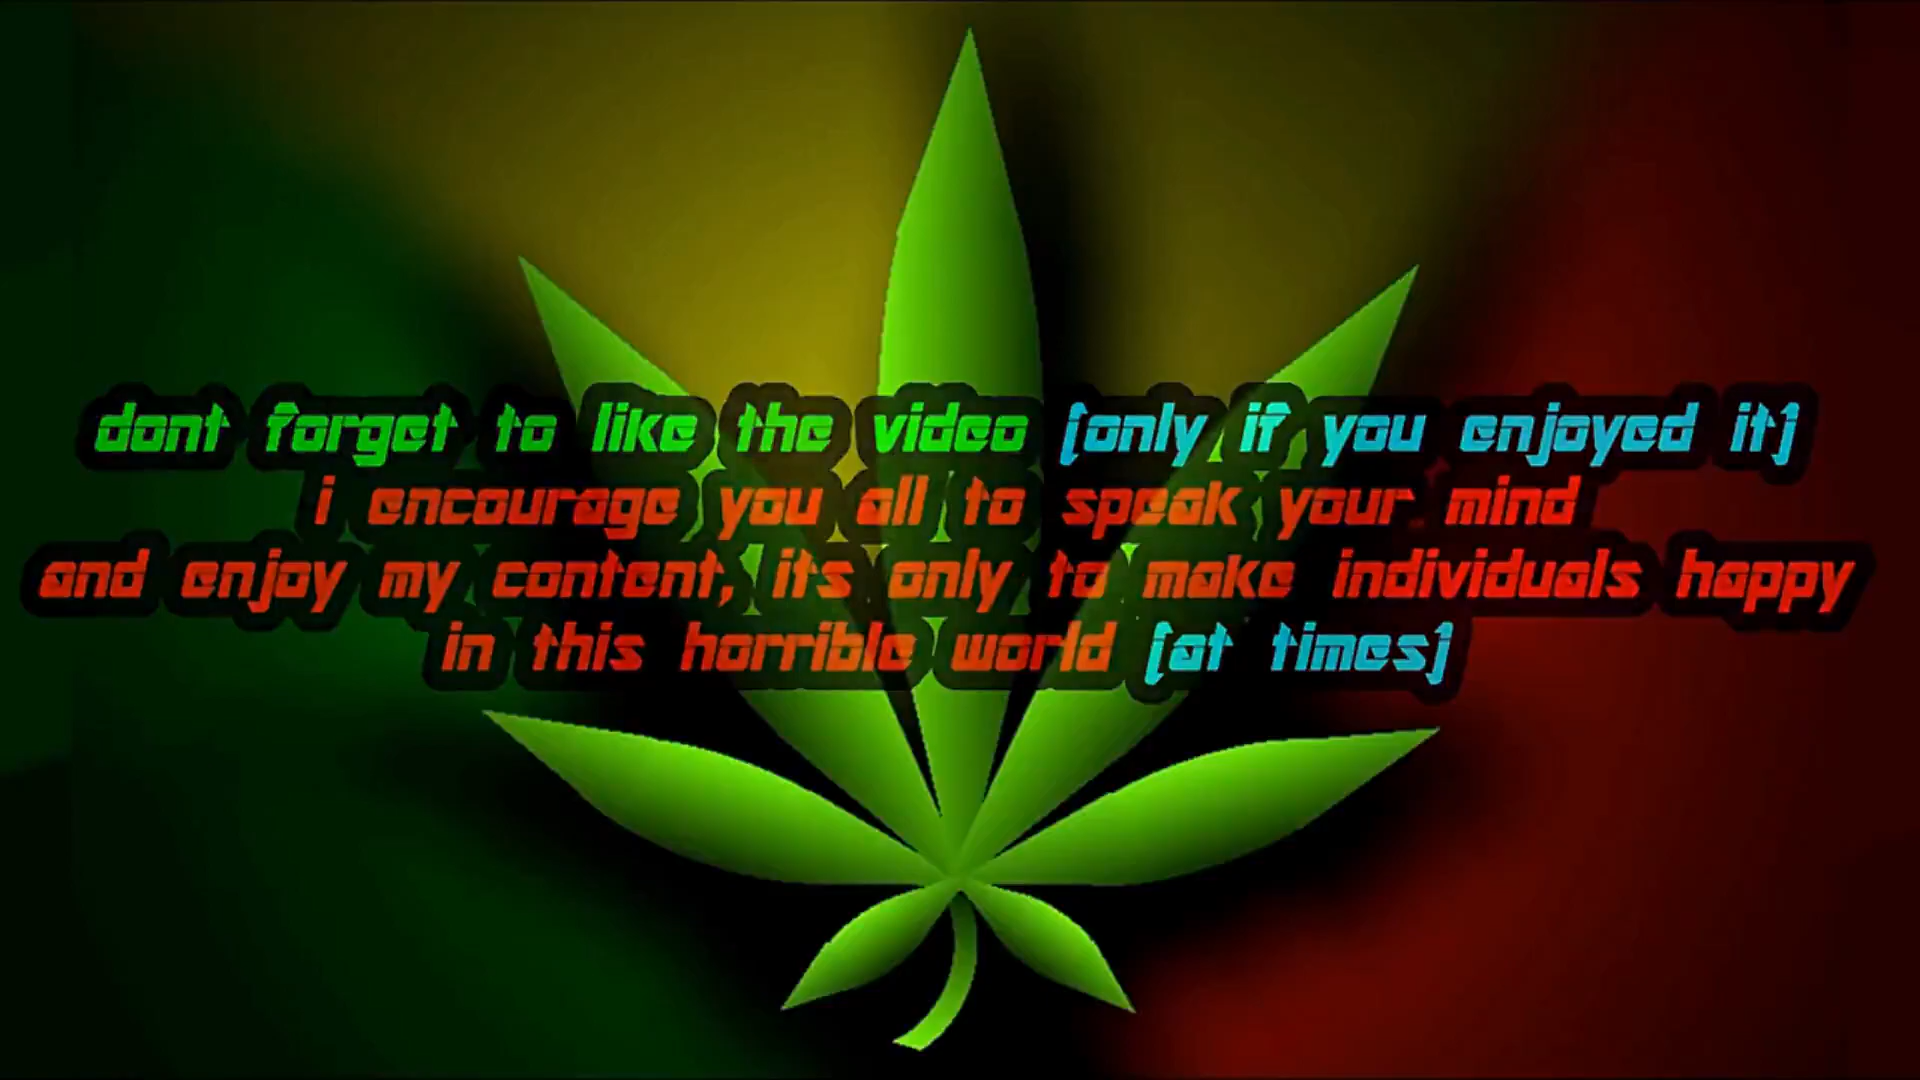 dont forget to like the video (only if you enjoyed it)
i encourage you all to speak your mind
and enjoy my content, its only to make individuals happy
in this horrible world (at times)